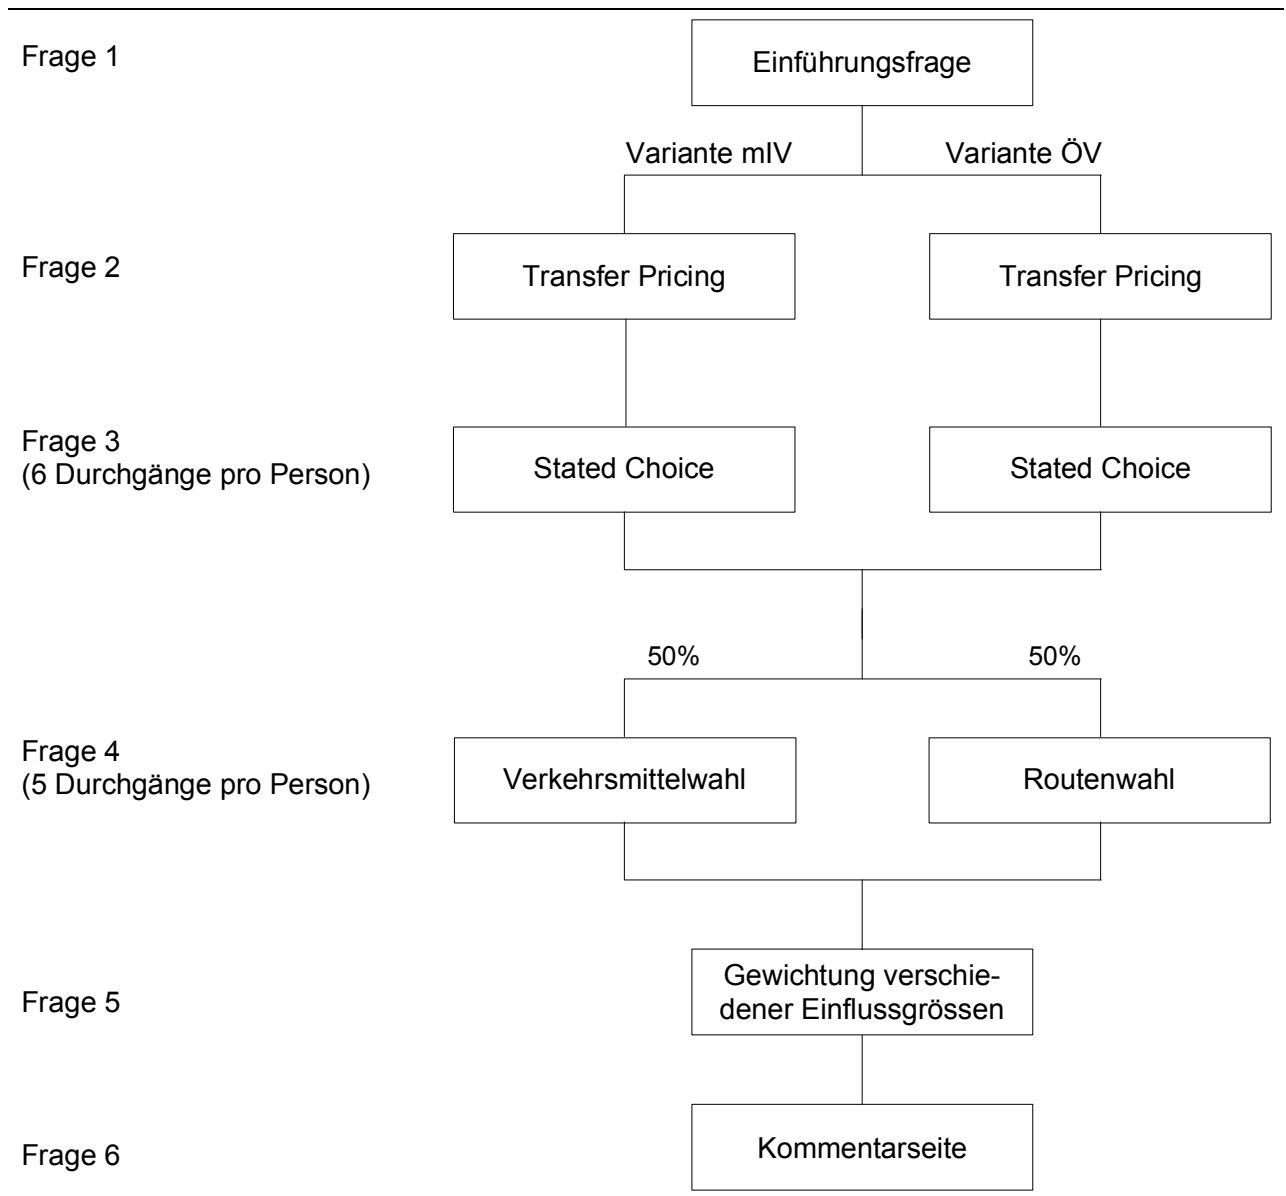 Frage 1
Einführungsfrage
Variante mIV
Variante ÖV
Frage 2
Transfer Pricing
Transfer Pricing
Frage 3
(6 Durchgänge pro Person)
Stated Choice
Stated Choice
50%
50%
Frage 4
(5 Durchgänge pro Person)
Verkehrsmittelwahl
Routenwahl
Frage 5
Gewichtung verschie-
dener Einflussgrössen
Frage 6
Kommentarseite